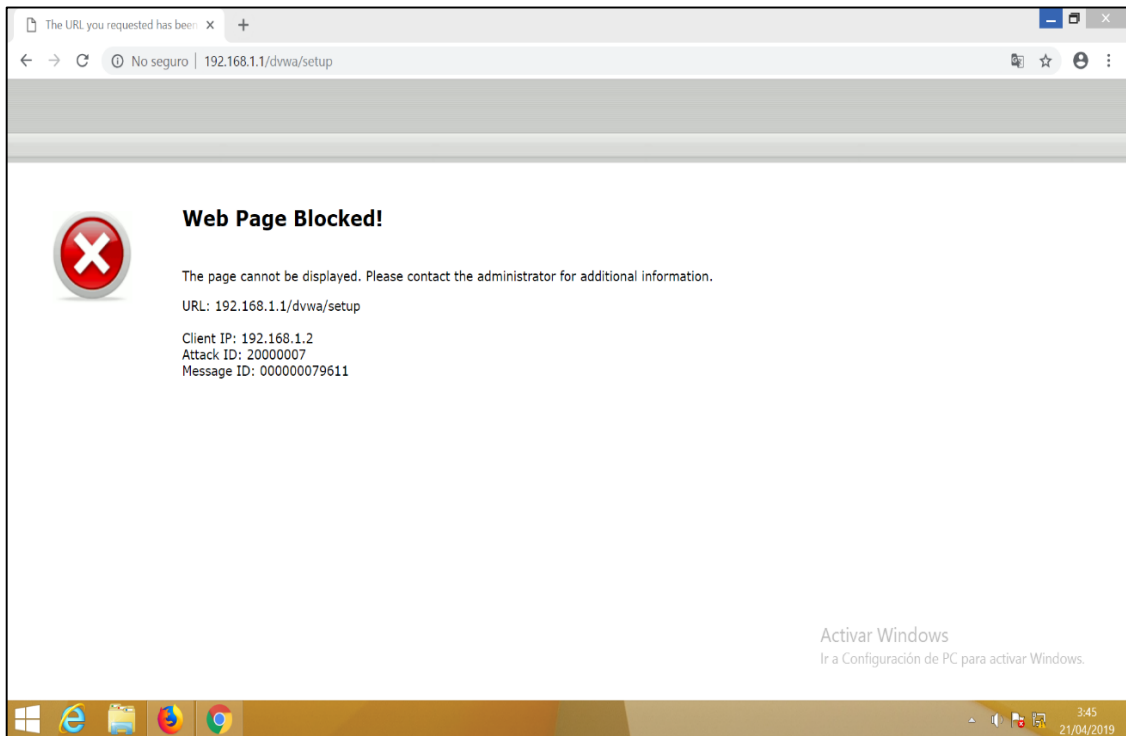 The URL you requested has been
No seguro | 192.168.1.1/dvwa/setup
Web Page Blocked!
The page cannot be displayed. Please contact the administrator for additional information.
URL: 192.168.1.1/dvwa/setup
Client IP: 192.168.1.2
Attack ID: 20000007
Message ID: 000000079611
Activar Windows
Ir a Configuración de PC para activar Windows.
3:45
21/04/2019